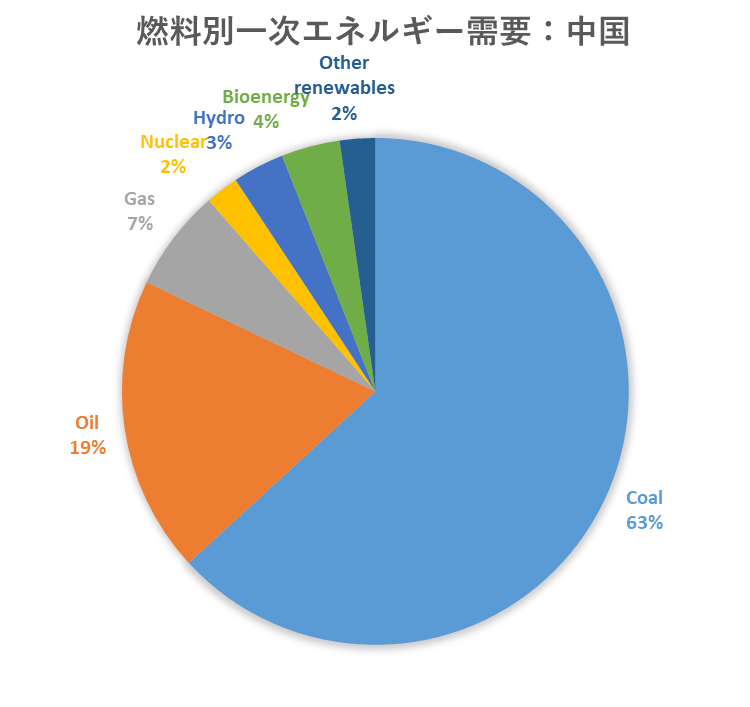 燃料別一次エネルギー需要：中国
Other
renewables
2%
Bioenergy
4%
Hydro
3%
Nuclear
2%
Gas
7%
Oil
19%
Coal
63%